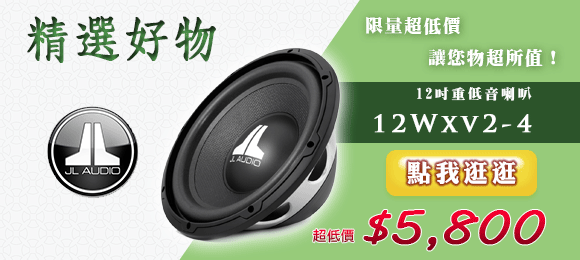 精選好物
限量超低價
讓您物超所值！
12吋重低音喇叭
12WXV2-4
JL AUDIO
JL AUDIO
點我逛逛
超低價 $5,800